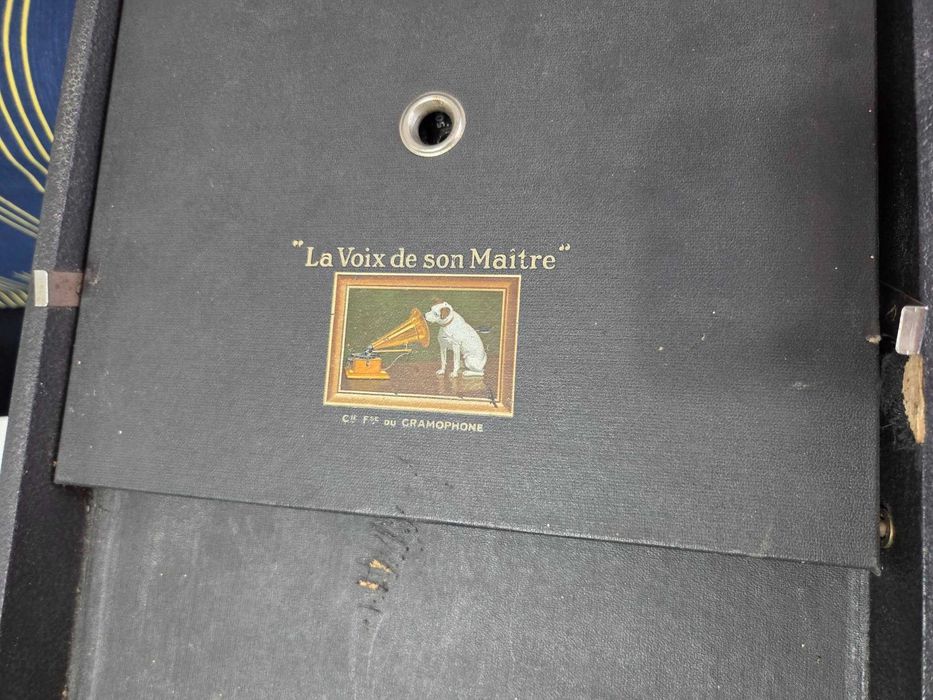 "La Voix de son Maître"
Cie Fse DU GRAMOPHONE